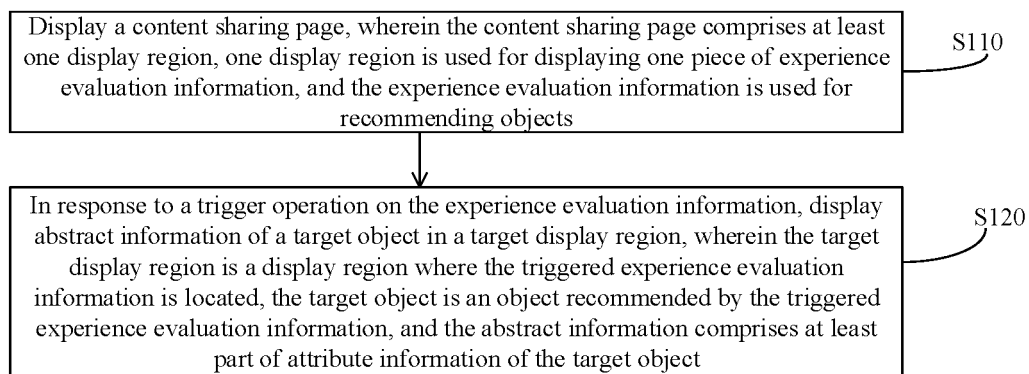 Display a content sharing page, wherein the content sharing page comprises at least
one display region, one display region is used for displaying one piece of experience
evaluation information, and the experience evaluation information is used for
recommending objects
S110
In response to a trigger operation on the experience evaluation information, display
abstract information of a target object in a target display region, wherein the target
display region is a display region where the triggered experience evaluation
information is located, the target object is an object recommended by the triggered
experience evaluation information, and the abstract information comprises at least
part of attribute information of the target object
S120